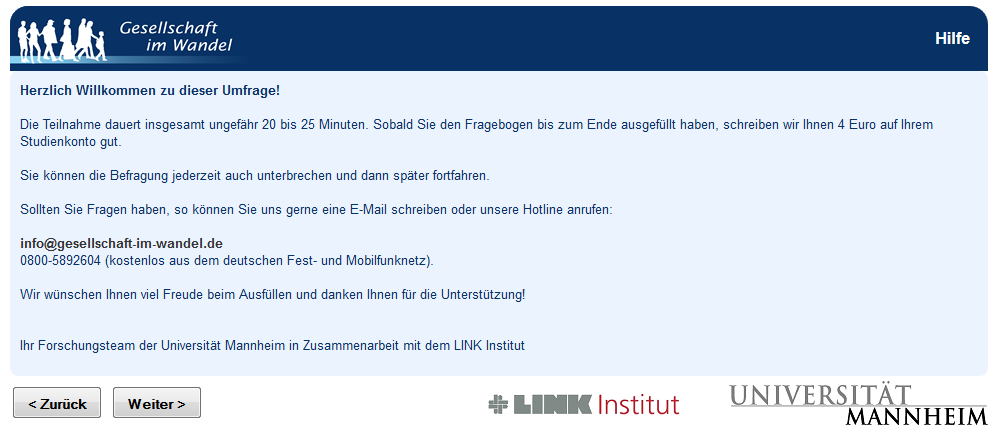 Gesellschaft
im Wandel
Hilfe
Herzlich Willkommen zu dieser Umfrage!
Die Teilnahme dauert insgesamt ungefähr 20 bis 25 Minuten. Sobald Sie den Fragebogen bis zum Ende ausgefüllt haben, schreiben wir Ihnen 4 Euro auf Ihrem
Studienkonto gut.
Sie können die Befragung jederzeit auch unterbrechen und dann später fortfahren.
Sollten Sie Fragen haben, so können Sie uns gerne eine E-Mail schreiben oder unsere Hotline anrufen:
info@gesellschaft-im-wandel.de
0800-5892604 (kostenlos aus dem deutschen Fest- und Mobilfunknetz).
Wir wünschen Ihnen viel Freude beim Ausfüllen und danken Ihnen für die Unterstützung!
Ihr Forschungsteam der Universität Mannheim in Zusammenarbeit mit dem LINK Institut
< Zurück
Weiter >
LINK Institut
UNIVERSITÄT
MANNHEIM